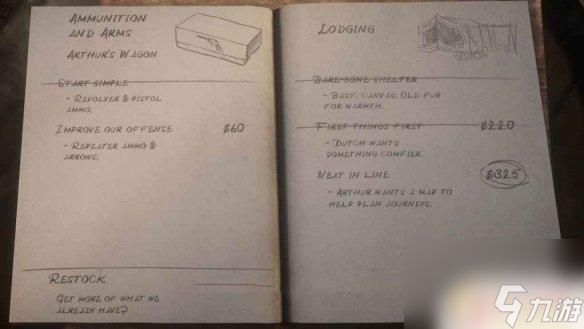 Ammunition
and Arms
Arthur's Wagon
Start simple
- Revolver & pistol
ammo.
Improve our offense $60
- Repeater ammo &
arrows.
Restock
Get more of what we
already have?
Lodging
Bare-bone shelter
- Basic canvas. Old fur
for warmth.
First things first $220
- Dutch wants
something comfier.
Next in line $325
- Arthur wants a map to
help plan journeys.
九游